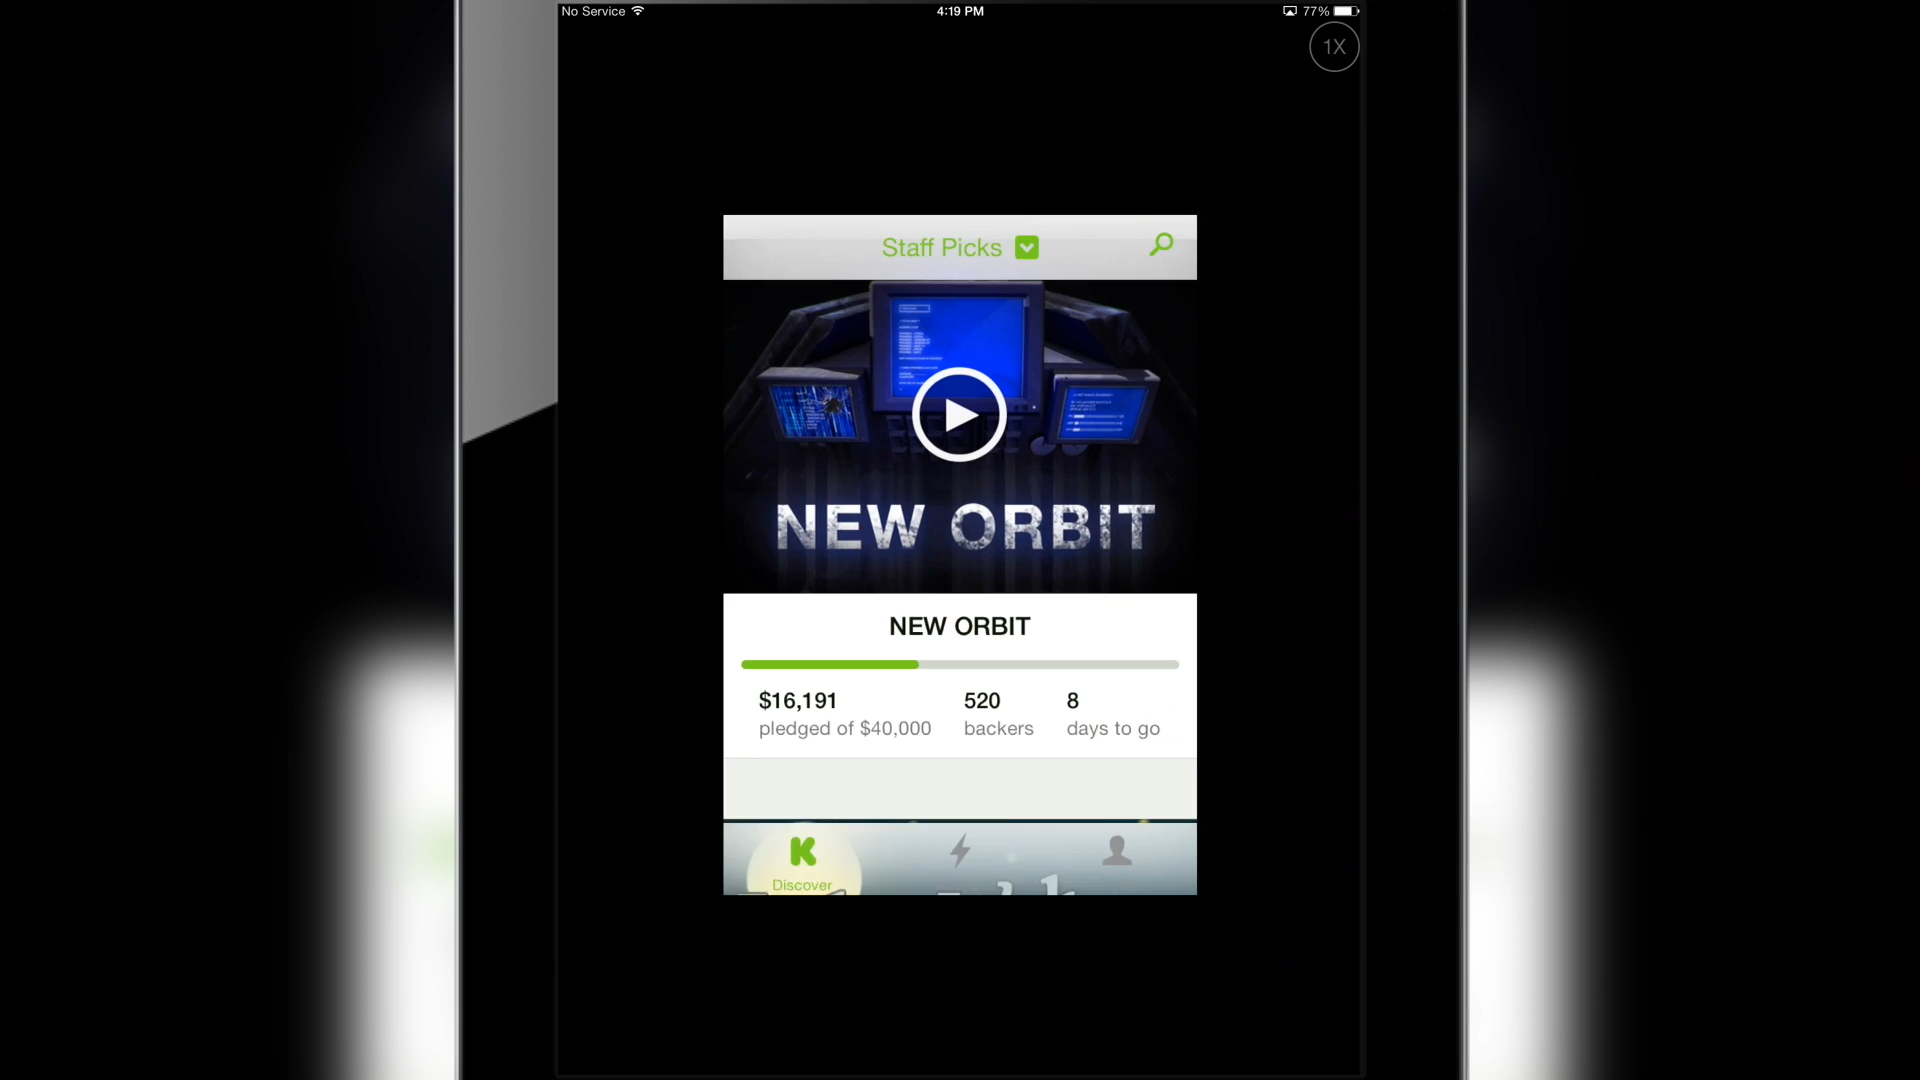 No Service 4:19 PM 77%
1X
Staff Picks
NEW ORBIT
NEW ORBIT
$16,191 520 8
pledged of $40,000 backers days to go
Discover